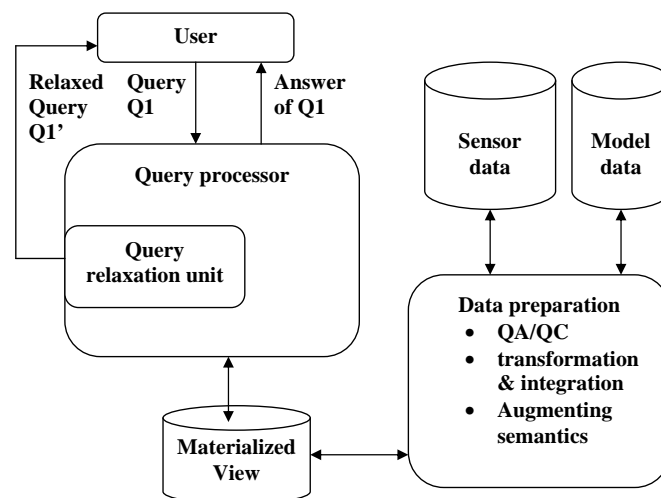 User
Relaxed
Query
Q1’
Query
Q1
Answer
of Q1
Sensor
data
Model
data
Query processor
Query
relaxation unit
Data preparation
• QA/QC
• transformation
& integration
• Augmenting
semantics
Materialized
View